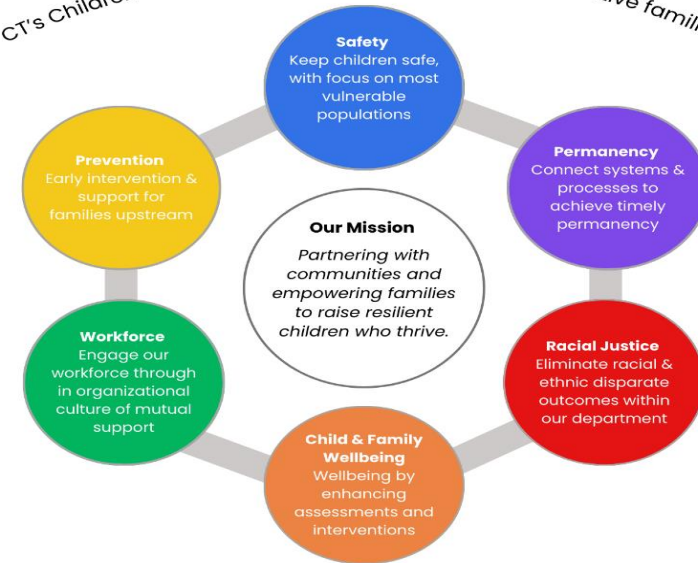 CT's Children
Safety
Keep children safe,
with focus on most
vulnerable
populations
Prevention
Early intervention &
support for
families upstream
Permanency
Connect systems &
processes to
achieve timely
permanency
Our Mission
Partnering with
communities and
empowering families
to raise resilient
children who thrive.
Workforce
Engage our
workforce through
in organizational
culture of mutual
support
Racial Justice
Eliminate racial &
ethnic disparate
outcomes within
our department
Child & Family
Wellbeing
Wellbeing by
enhancing
assessments and
interventions